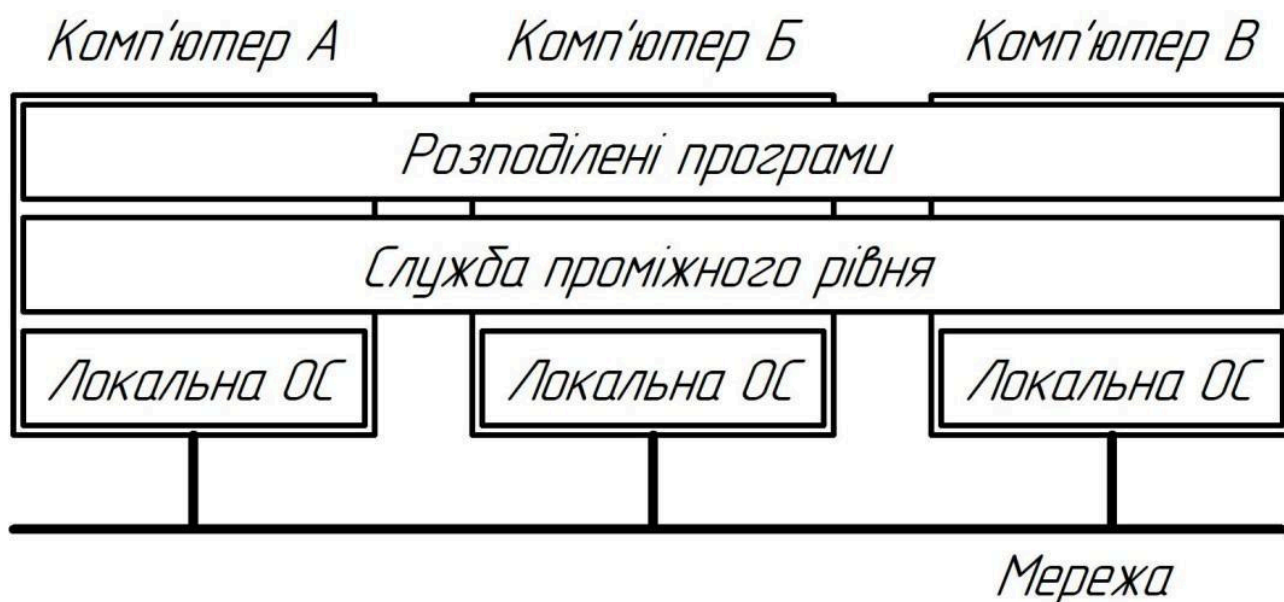 Комп'ютер А Комп'ютер Б Комп'ютер В
Розподілені програми
Служба проміжного рівня
Локальна ОС Локальна ОС Локальна ОС
Мережа